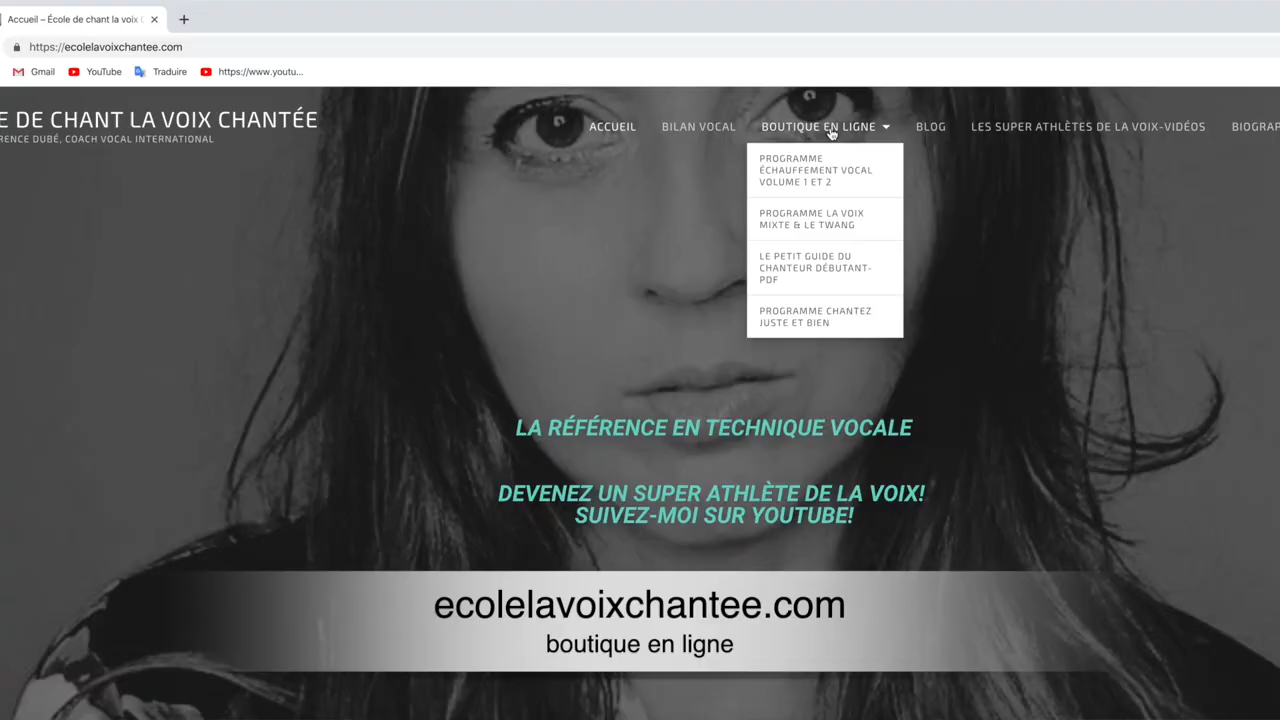 Accueil – École de chant la voix
https://ecolelavoixchantee.com
Gmail
YouTube
Traduire
https://www.youtu...
E DE CHANT LA VOIX CHANTÉE
RENCE DUBÉ, COACH VOCAL INTERNATIONAL
ACCUEIL
BILAN VOCAL
BOUTIQUE EN LIGNE
BLOG
LES SUPER ATHLÈTES DE LA VOIX-VIDÉOS
BIOGRAP
PROGRAMME
ÉCHAUFFEMENT VOCAL
VOLUME 1 ET 2
PROGRAMME LA VOIX
MIXTE & LE TWANG
LE PETIT GUIDE DU
CHANTEUR DÉBUTANT-
PDF
PROGRAMME CHANTEZ
JUSTE ET BIEN
LA RÉFÉRENCE EN TECHNIQUE VOCALE
DEVENEZ UN SUPER ATHLÈTE DE LA VOIX!
SUIVEZ-MOI SUR YOUTUBE!
ecolelavoixchantee.com
boutique en ligne